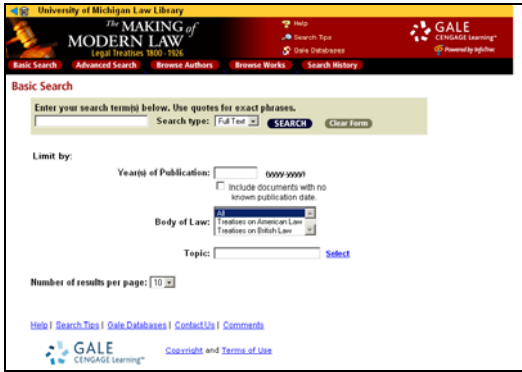 University of Michigan Law Library
The MAKING of
MODERN LAW
Legal Treatises 1800 - 1926
Help
Search Tips
Gale Databases
GALE
CENGAGE Learning™
Powered by InfoTrac
Basic Search Advanced Search Browse Authors Browse Works Search History
Basic Search
Enter your search term(s) below. Use quotes for exact phrases.
Search type: Full Text SEARCH Clear Form
Limit by:
Year(s) of Publication: (yyyy-yyyy)
Include documents with no
known publication date.
Body of Law: All
Treatises on American Law
Treatises on British Law
Topic: Select
Number of results per page: 10
Help | Search Tips | Gale Databases | Contact Us | Comments
GALE
CENGAGE Learning™
Copyright and Terms of Use